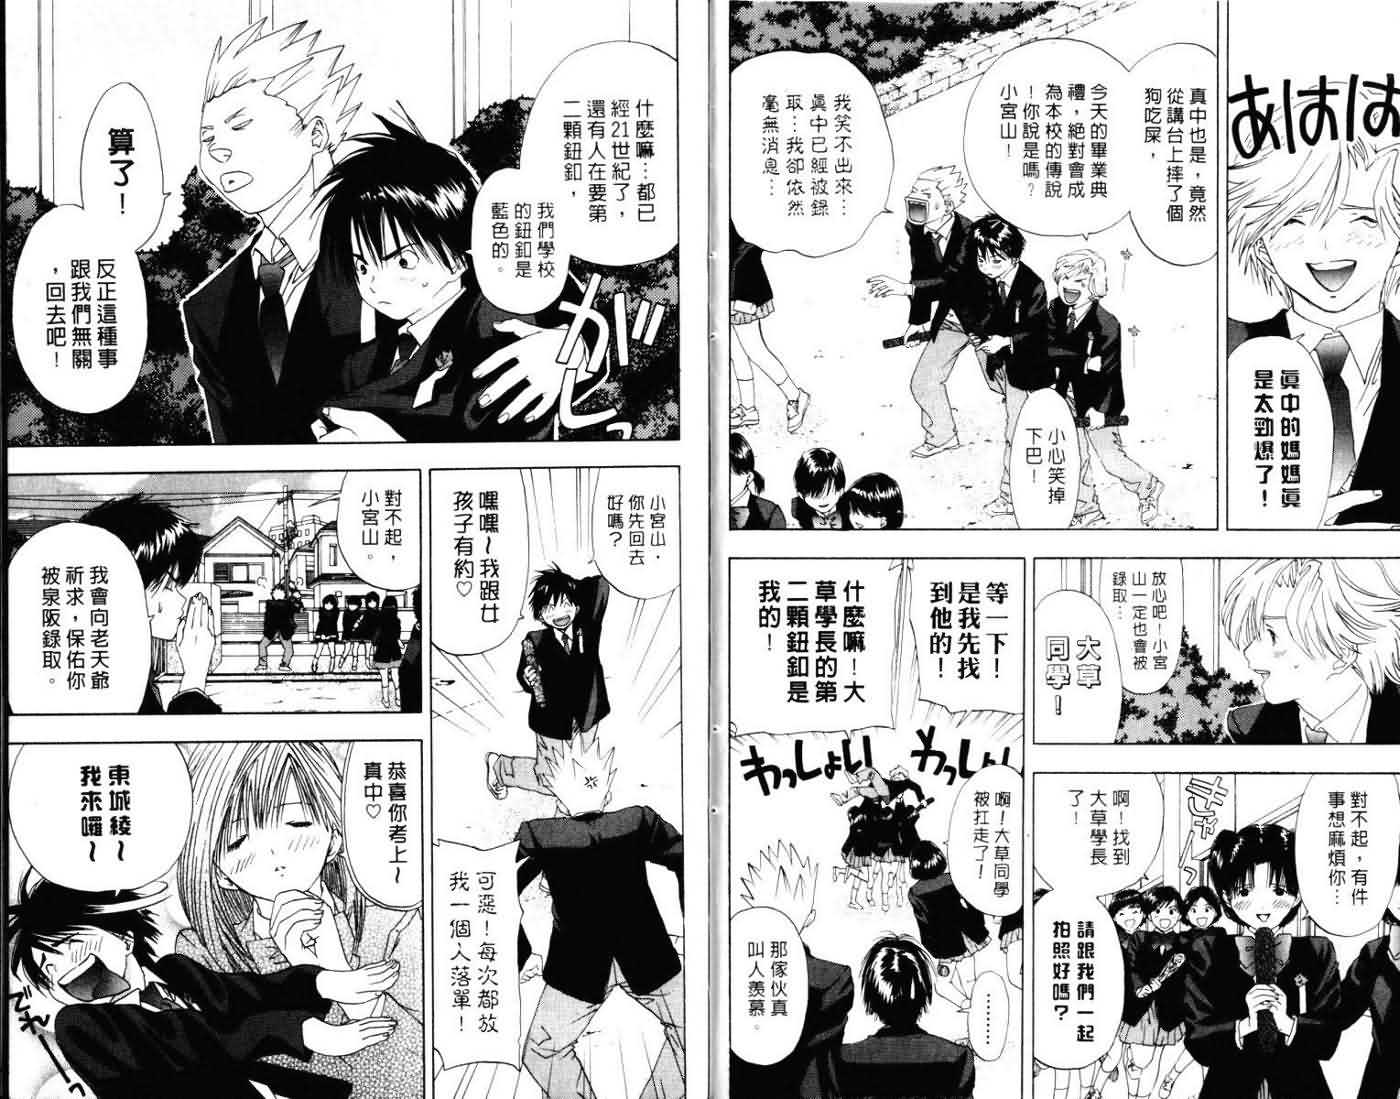 あははは
眞中的媽媽眞
是太勁爆了！
真中也是，竟然
從講台上摔了個
狗吃屎，
今天的畢業典
禮，絕對會成
為本校的傳說
！你說是嗎？
小宮山！
我笑不出來…
眞中已經被錄
取…我卻依然
毫無消息…
小心笑掉
下巴！
放心吧！小宮
山一定也會被
錄取…
大草
同學！
對不起，有件
事想麻煩你…
きゃー
啊！找到
大草學長
了！
請跟我們一起
拍照好嗎？
等一下！
是我先找
到他的！
什麼嘛！大
草學長的第
二顆鈕釦是
我的！
わっしょい
わっしょい
啊！大草同學
被扛走了！
………
那傢伙真
叫人羨慕。
什麼嘛…都已
經21世紀了，
還有人在要第
二顆鈕釦，
我們學校
的鈕釦是
藍色的。
がしっ
算了！
反正這種事
跟我們無關
，回去吧！
小宮山，
你先回去
好嗎？
嘿嘿～我跟女
孩子有約♡
可惡！每次都放
我一個人落單！
對不起，
小宮山。
我會向老天爺
祈求，保佑你
被泉阪錄取。
恭喜你考上～
真中♡
東城綾～
我來囉～
でれーっ